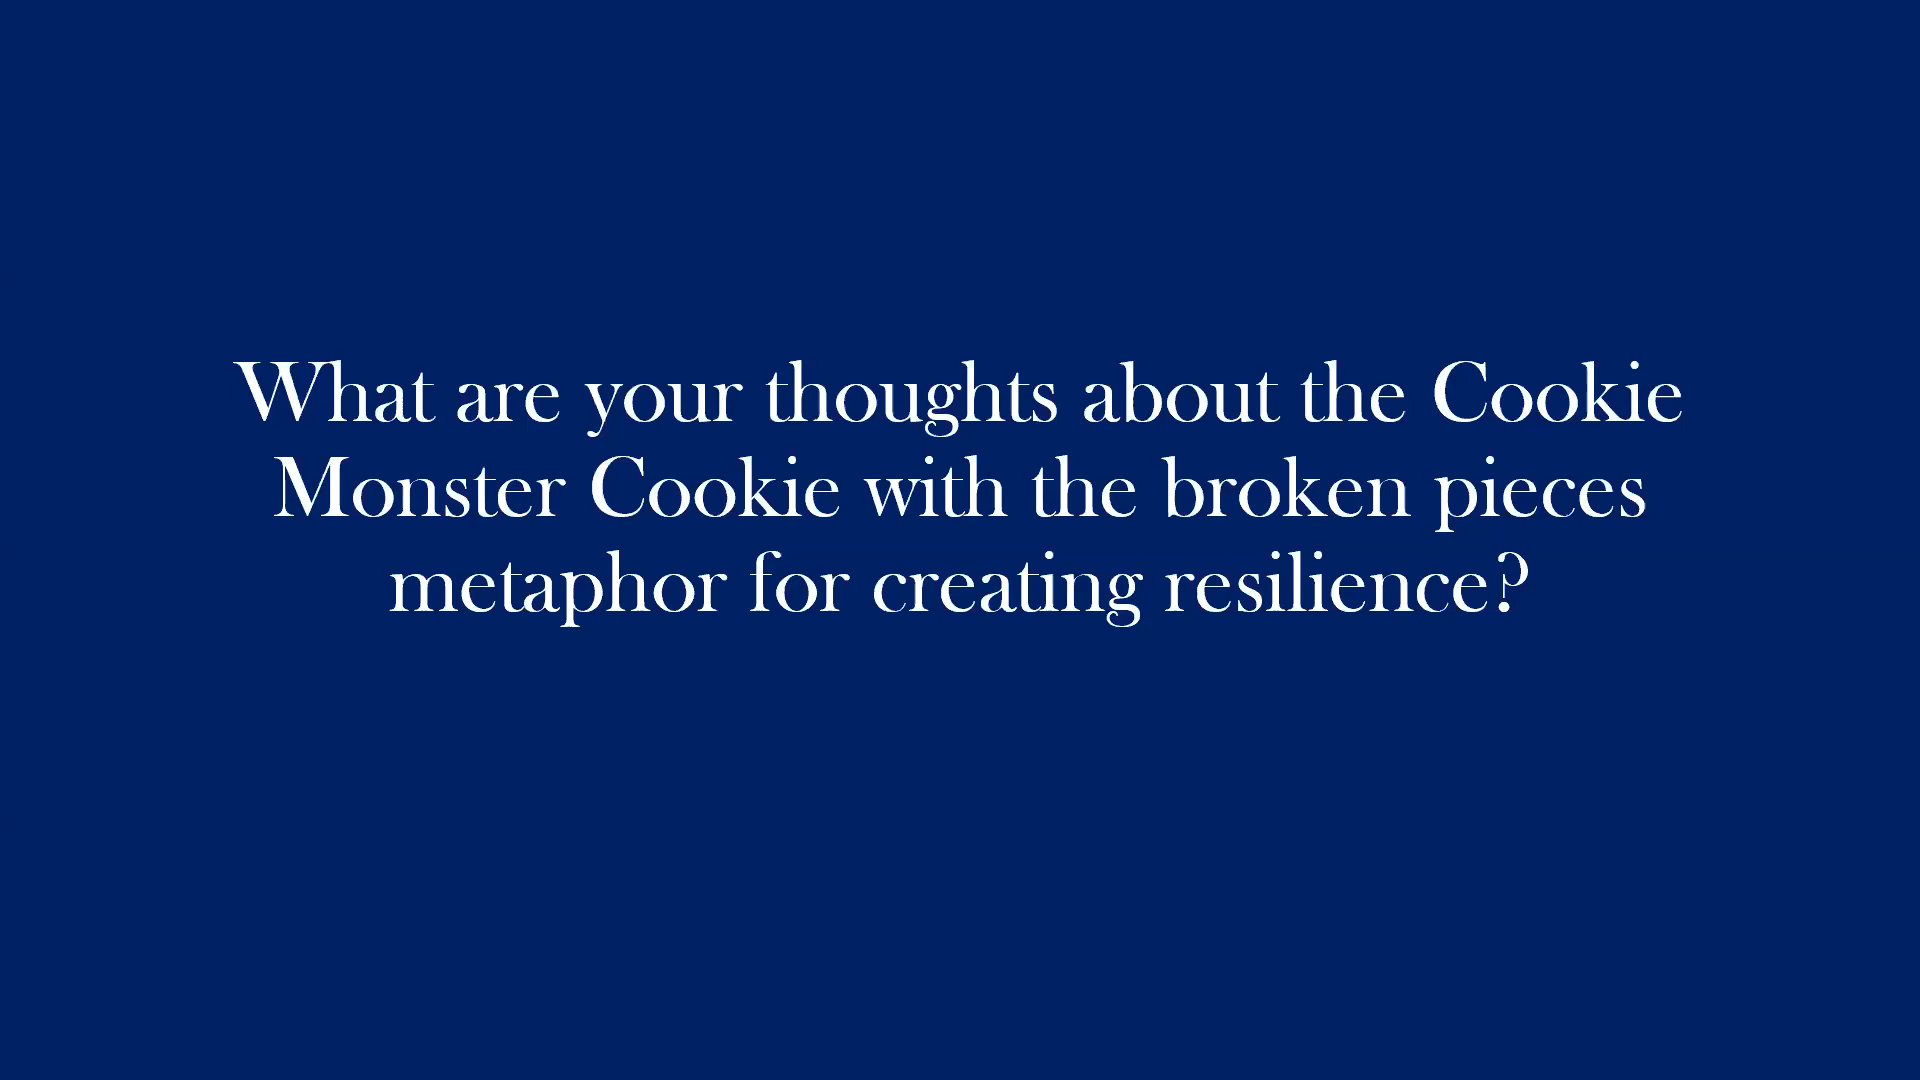 What are your thoughts about the Cookie
Monster Cookie with the broken pieces
metaphor for creating resilience?